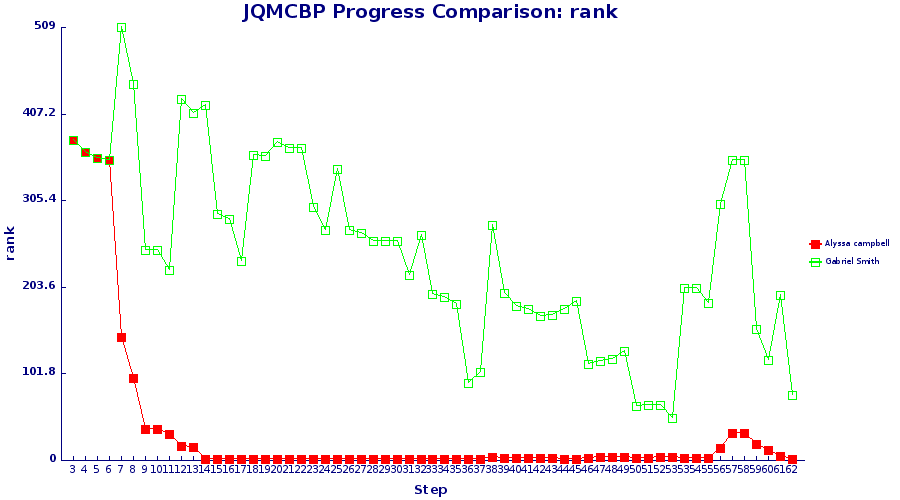 JQMCBP Progress Comparison: rank
509
407.2
305.4
203.6
101.8
0
rank
3 4 5 6 7 8 9 10 11 12 13 14 15 16 17 18 19 20 21 22 23 24 25 26 27 28 29 30 31 32 33 34 35 36 37 38 39 40 41 42 43 44 45 46 47 48 49 50 51 52 53 54 55 56 57 58 59 60 61 62
Step
Alyssa campbell
Gabriel Smith